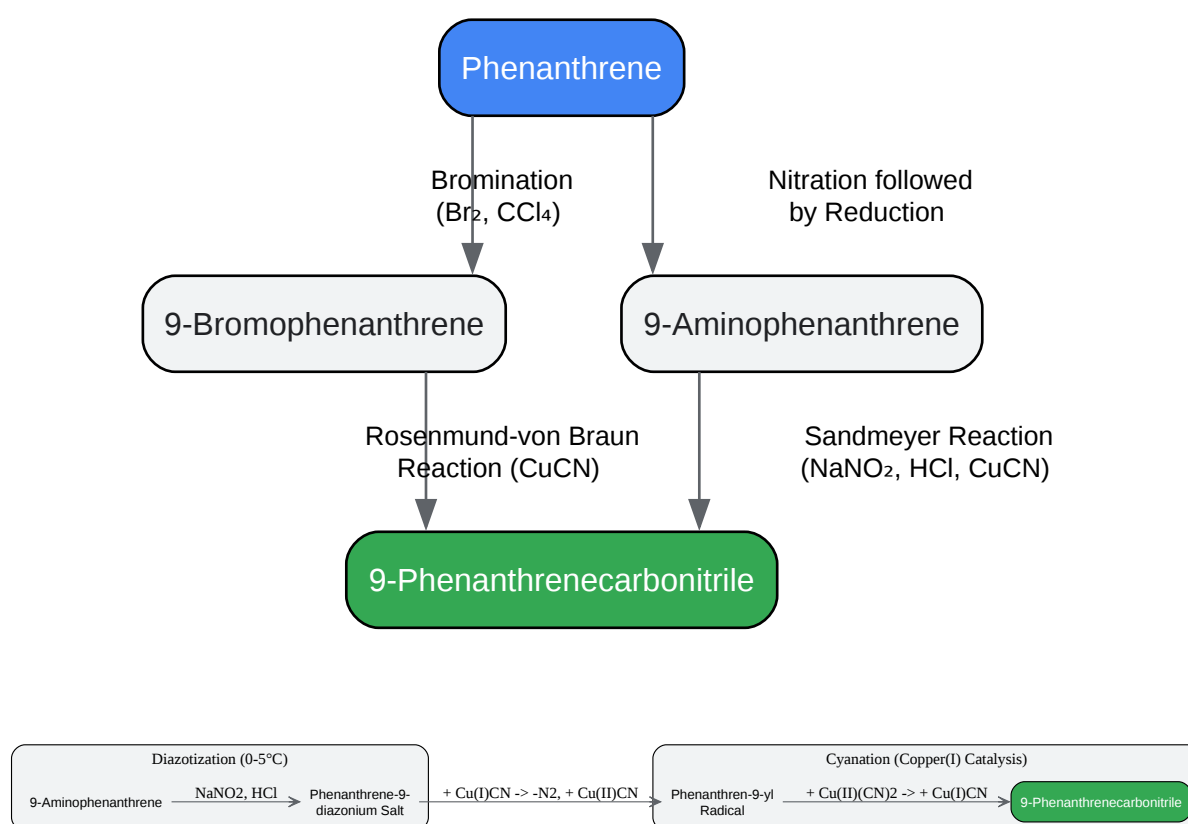 Phenanthrene
Bromination
(Br₂, CCl₄)
Nitration followed
by Reduction
9-Bromophenanthrene
9-Aminophenanthrene
Rosenmund-von Braun
Reaction (CuCN)
Sandmeyer Reaction
(NaNO₂, HCl, CuCN)
9-Phenanthrenecarbonitrile
Diazotization (0-5°C)
9-Aminophenanthrene
NaNO2, HCl
Phenanthrene-9-
diazonium Salt
+ Cu(I)CN -> -N2, + Cu(II)CN
Cyanation (Copper(I) Catalysis)
Phenanthren-9-yl
Radical
+ Cu(II)(CN)2 -> + Cu(I)CN
9-Phenanthrenecarbonitrile